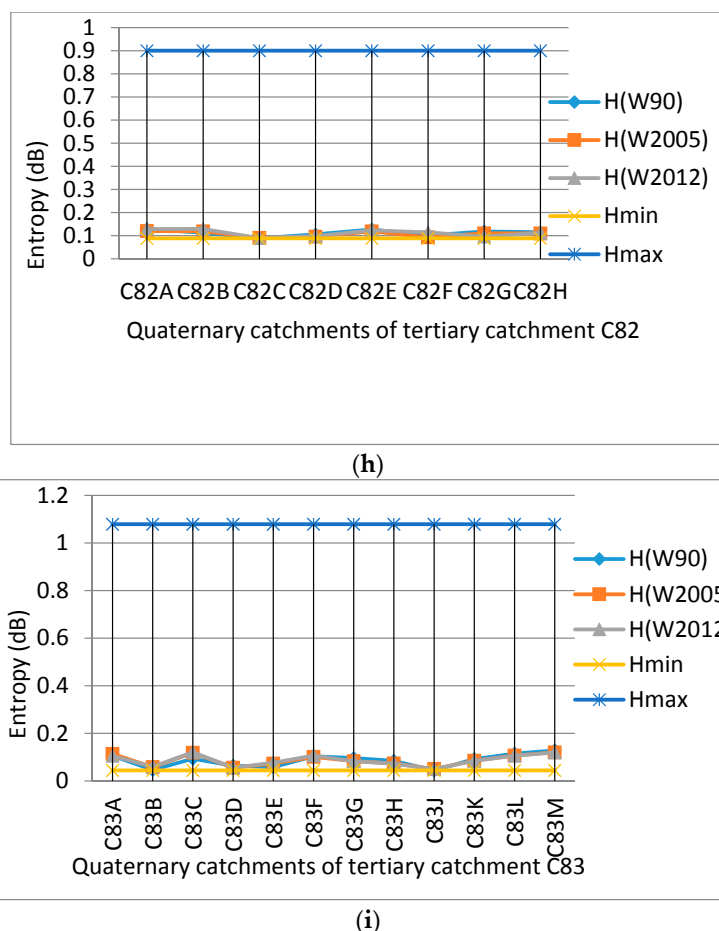 1
0.9
0.8
0.7
0.6
0.5
0.4
0.3
0.2
0.1
0
Entropy (dB)
H(W90)
H(W2005)
H(W2012)
Hmin
Hmax
C82A C82B C82C C82D C82E C82F C82G C82H
Quaternary catchments of tertiary catchment C82
(h)
1.2
1
0.8
0.6
0.4
0.2
0
Entropy (dB)
H(W90)
H(W2005
H(W2012
Hmin
Hmax
C83A
C83B
C83C
C83D
C83E
C83F
C83G
C83H
C83J
C83K
C83L
C83M
Quaternary catchments of tertiary catchment C83
(i)